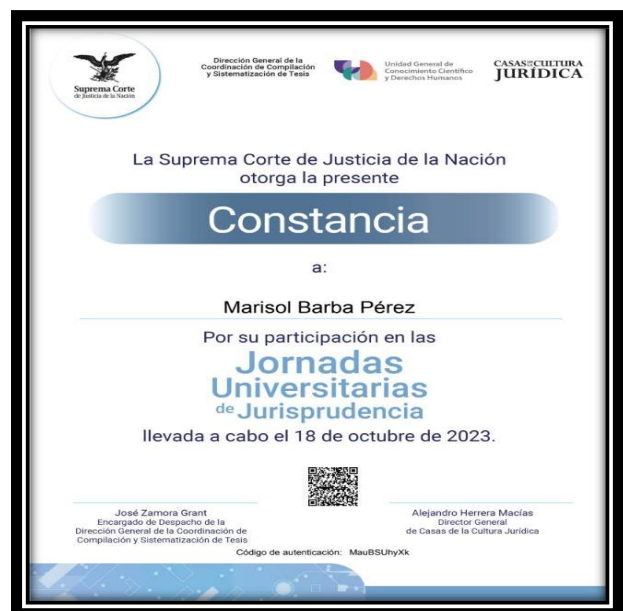 Suprema Corte
de Justicia de la Nación
Dirección General de la
Coordinación de Compilación
y Sistematización de Tesis
Unidad General de
Conocimiento Científico
y Derechos Humanos
CASAS DE LA CULTURA
JURÍDICA
La Suprema Corte de Justicia de la Nación
otorga la presente
Constancia
a:
Marisol Barba Pérez
Por su participación en las
Jornadas
Universitarias
de Jurisprudencia
llevada a cabo el 18 de octubre de 2023.
José Zamora Grant
Encargado de Despacho de la
Dirección General de la Coordinación de
Compilación y Sistematización de Tesis
Alejandro Herrera Macías
Director General
de Casas de la Cultura Jurídica
Código de autenticación: MauBSUhyXk